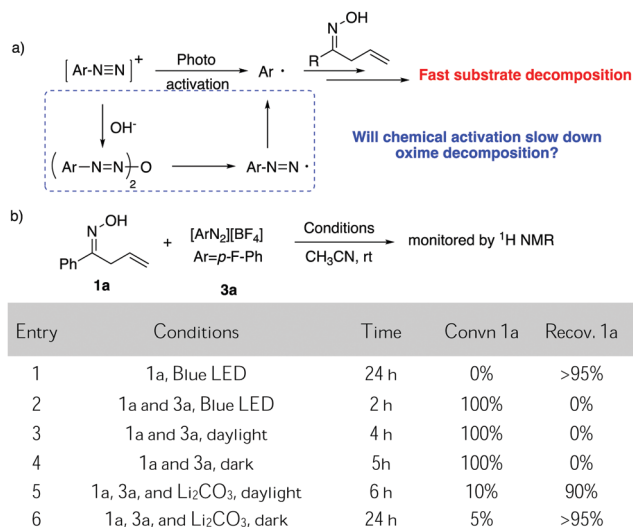 a)
[Ar-N≡N]⁺
Photo
activation
Ar ·
N OH
R
Fast substrate decomposition
OH⁻
(Ar–N=N)₂O
Ar-N=N ·
Will chemical activation slow down
oxime decomposition?
b)
N OH
Ph
1a
+
[ArN₂][BF₄]
Ar=p-F-Ph
3a
Conditions
CH₃CN, rt
monitored by ¹H NMR
Entry Conditions Time Convn 1a Recov. 1a
1 1a, Blue LED 24 h 0% >95%
2 1a and 3a, Blue LED 2 h 100% 0%
3 1a and 3a, daylight 4 h 100% 0%
4 1a and 3a, dark 5h 100% 0%
5 1a, 3a, and Li₂CO₃, daylight 6 h 10% 90%
6 1a, 3a, and Li₂CO₃, dark 24 h 5% >95%